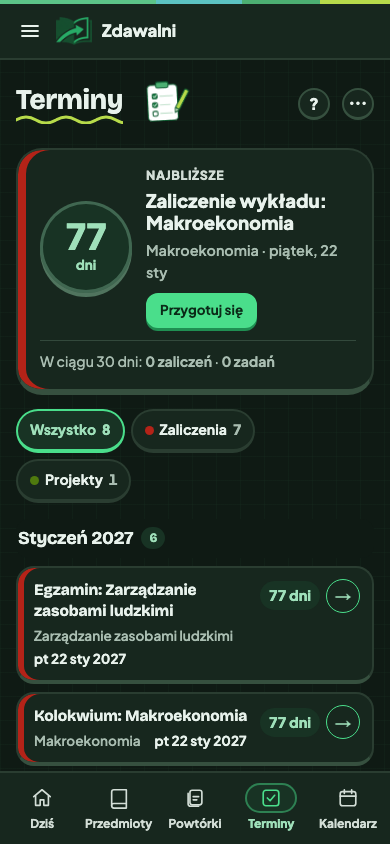 Zdawalni
Terminy
?
77
dni
NAJBLIŻSZE
Zaliczenie wykładu:
Makroekonomia
Makroekonomia · piątek, 22
sty
Przygotuj się
W ciągu 30 dni: 0 zaliczeń · 0 zadań
Wszystko 8
Zaliczenia 7
Projekty 1
Styczeń 2027 6
Egzamin: Zarządzanie
zasobami ludzkimi
Zarządzanie zasobami ludzkimi
pt 22 sty 2027
77 dni
Kolokwium: Makroekonomia
Makroekonomia pt 22 sty 2027
77 dni
Dziś
Przedmioty
Powtórki
Terminy
Kalendarz